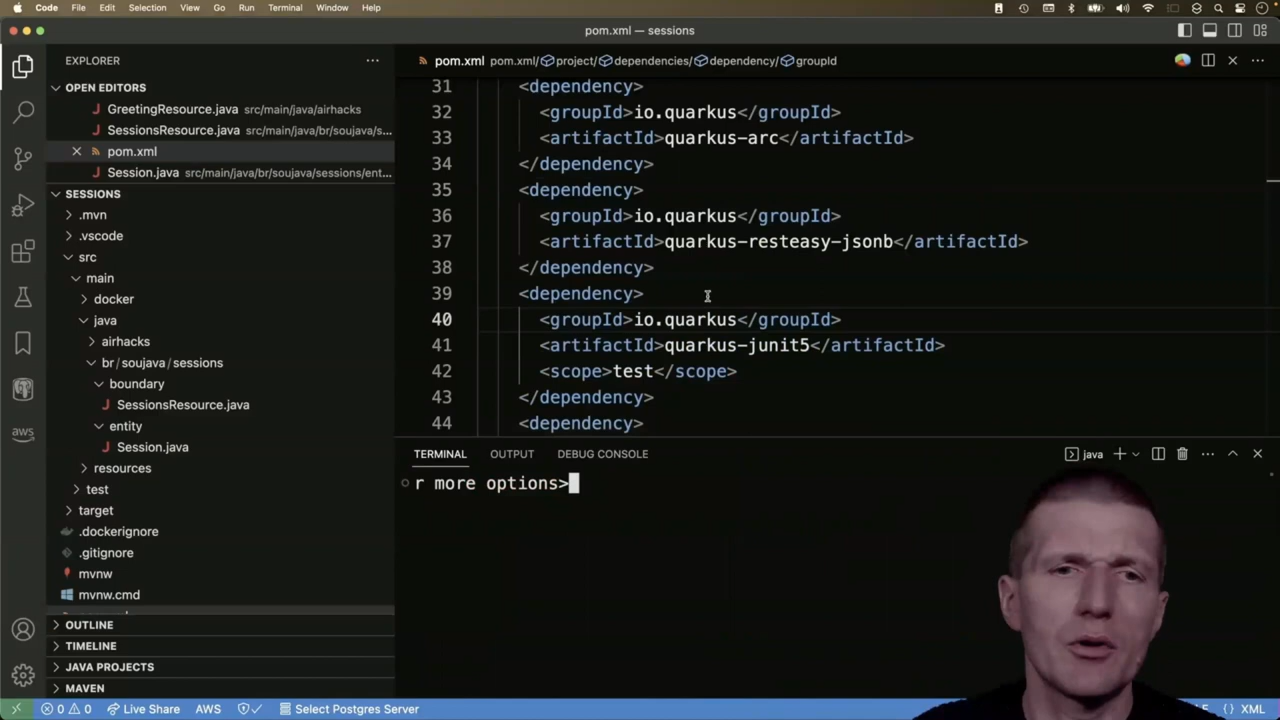 Code File Edit Selection View Go Run Terminal Window Help
pom.xml — sessions
EXPLORER
OPEN EDITORS
GreetingResource.java src/main/java/airhacks
SessionsResource.java src/main/java/br/soujava/s...
pom.xml
Session.java src/main/java/br/soujava/sessions/ent...
SESSIONS
.mvn
.vscode
src
main
docker
java
airhacks
br/soujava/sessions
boundary
SessionsResource.java
entity
Session.java
resources
test
target
.dockerignore
.gitignore
mvnw
mvnw.cmd
OUTLINE
TIMELINE
JAVA PROJECTS
MAVEN
aws
pom.xml pom.xml/project/dependencies/dependency/groupId
31 <dependency>
32 <groupId>io.quarkus</groupId>
33 <artifactId>quarkus-arc</artifactId>
34 </dependency>
35 <dependency>
36 <groupId>io.quarkus</groupId>
37 <artifactId>quarkus-resteasy-jsonb</artifactId>
38 </dependency>
39 <dependency>
40 <groupId>io.quarkus</groupId>
41 <artifactId>quarkus-junit5</artifactId>
42 <scope>test</scope>
43 </dependency>
44 <dependency>
TERMINAL OUTPUT DEBUG CONSOLE java
r more options>
0 0 Live Share AWS Select Postgres Server {} XML